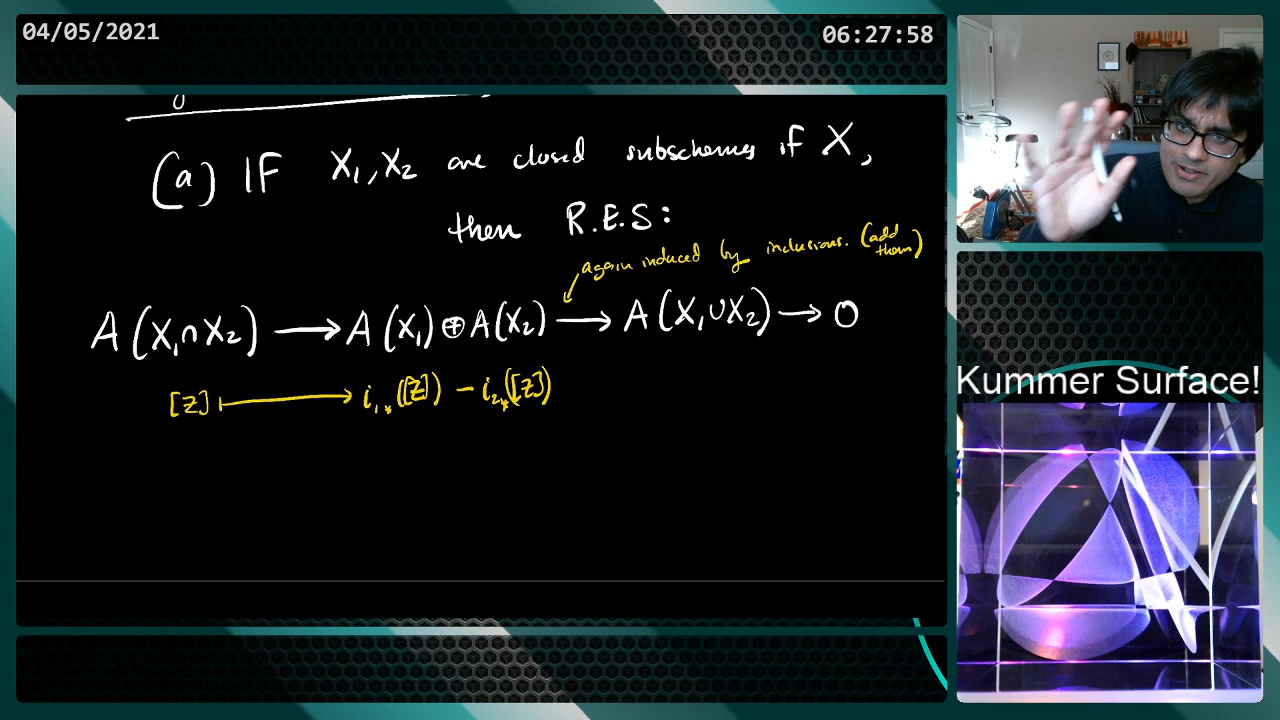 04/05/2021
06:27:58
(a) IF X₁, X₂ are closed subschemes if X,
then R.E.S:
again induced by inclusions. (add them)
A(X₁∩X₂) ⟶ A(X₁)⊕A(X₂) ⟶ A(X₁∪X₂) ⟶ 0
[Z] ⟼ i₁*([Z]) − i₂*([Z])
Kummer Surface!